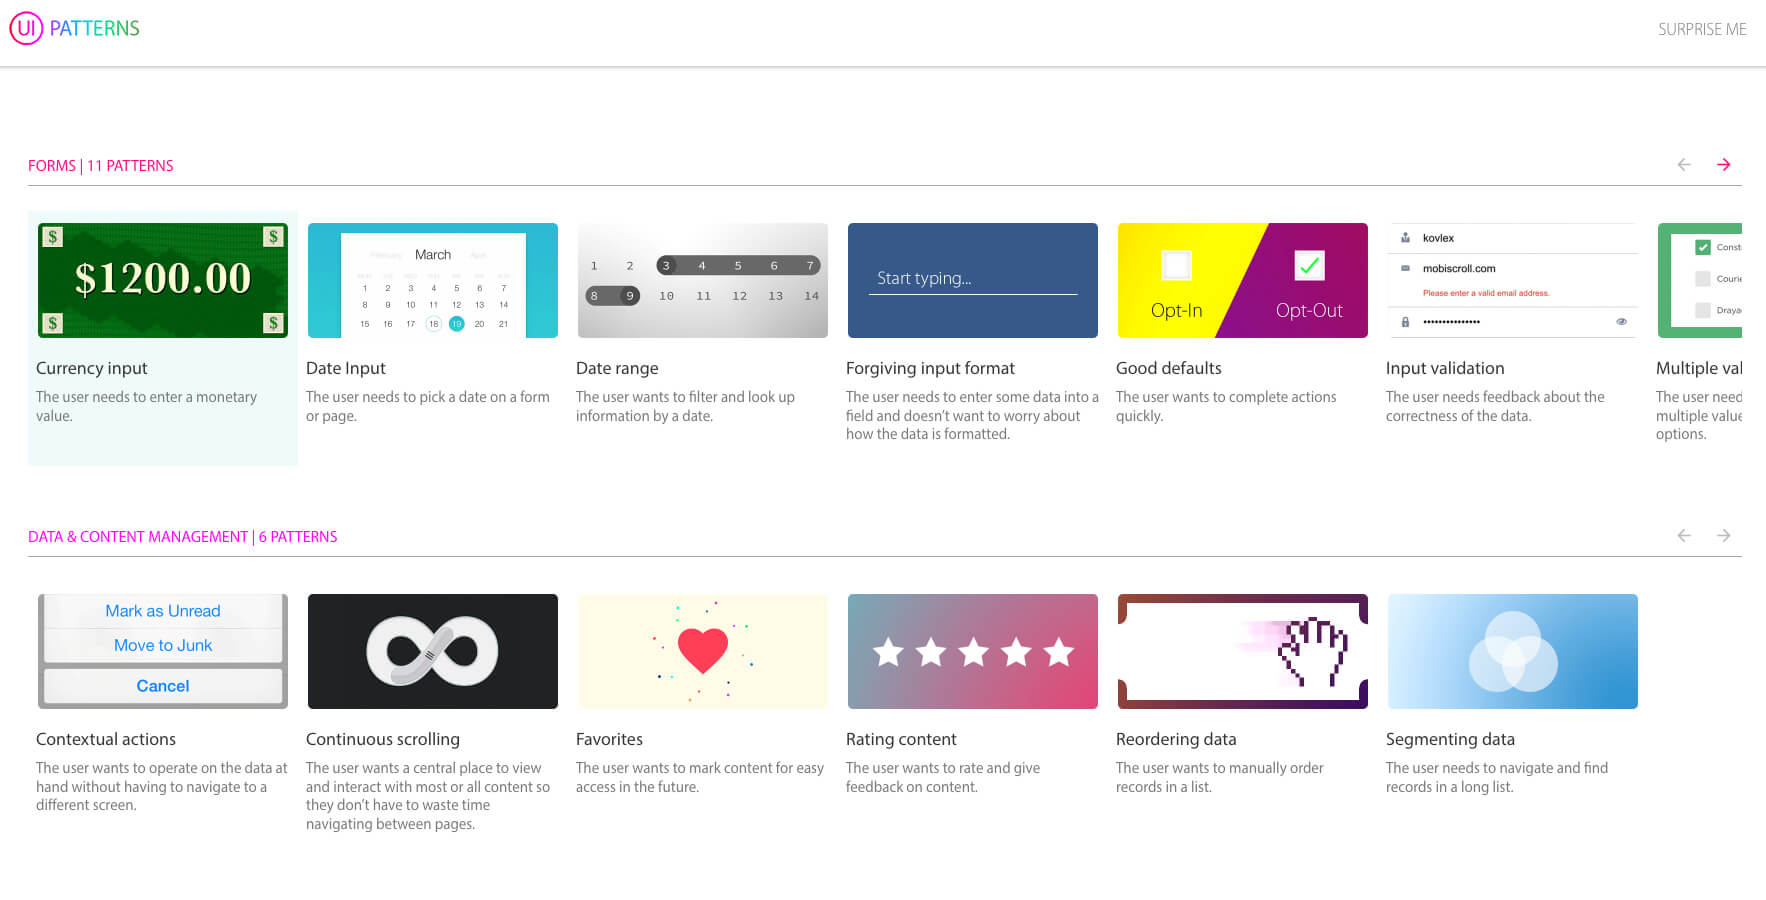 UI PATTERNS
SURPRISE ME
FORMS | 11 PATTERNS
$ $
$1200.00
$ $
February March April
1 2 3 4 5 6 7
8 9 10 11 12 13 14
15 16 17 18 19 20 21
1 2 3 4 5 6 7
8 9 10 11 12 13 14
Start typing...
Opt-In Opt-Out
kovlex
mobiscroll.com
Please enter a valid email address.
•••••••••••••••
Const
Courie
Draya
Currency input
The user needs to enter a monetary
value.
Date Input
The user needs to pick a date on a form
or page.
Date range
The user wants to filter and look up
information by a date.
Forgiving input format
The user needs to enter some data into a
field and doesn’t want to worry about
how the data is formatted.
Good defaults
The user wants to complete actions
quickly.
Input validation
The user needs feedback about the
correctness of the data.
Multiple val
The user need
multiple value
options.
DATA & CONTENT MANAGEMENT | 6 PATTERNS
Mark as Unread
Move to Junk
Cancel
Contextual actions
The user wants to operate on the data at
hand without having to navigate to a
different screen.
Continuous scrolling
The user wants a central place to view
and interact with most or all content so
they don’t have to waste time
navigating between pages.
Favorites
The user wants to mark content for easy
access in the future.
Rating content
The user wants to rate and give
feedback on content.
Reordering data
The user wants to manually order
records in a list.
Segmenting data
The user needs to navigate and find
records in a long list.